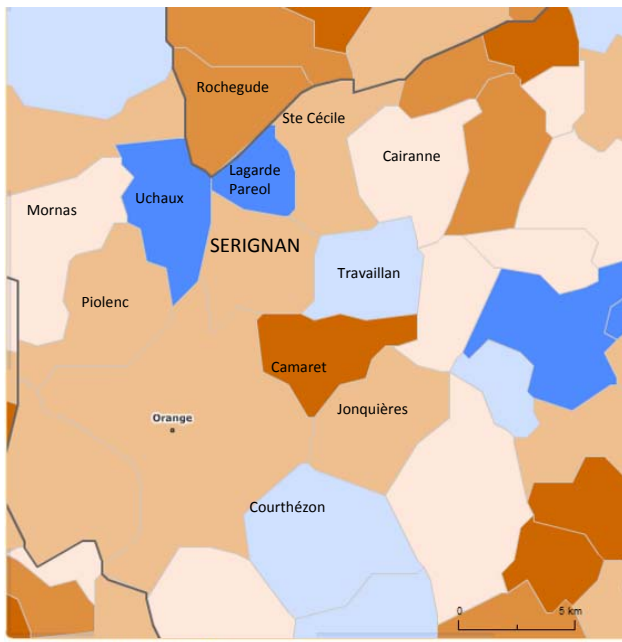 Rochegude
Ste Cécile
Cairanne
Lagarde
Pareol
Uchaux
Mornas
SERIGNAN
Travaillan
Piolenc
Camaret
Jonquières
Orange
Courthézon
0 5 km